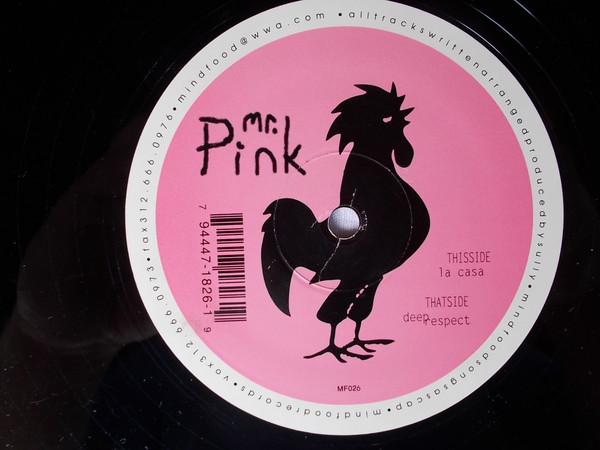 mr.
Pink
THISSIDE
la casa
THATSIDE
deep respect
7 94447-1826-1 9
MF026
•alltrackswrittenarrangedproducedbysully•mindfoodsongsascap•mindfoodrecords•vox312.666.0973•fax312.666.0976•mindfood@wwa.com